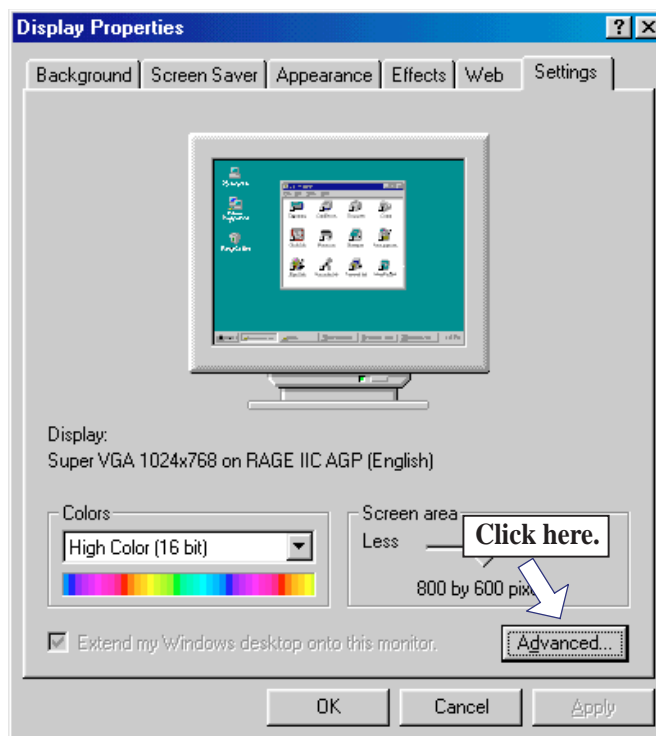 Display Properties
Background Screen Saver Appearance Effects Web Settings
Display:
Super VGA 1024x768 on RAGE IIC AGP (English)
Colors
High Color (16 bit)
Screen area
Less
Click here.
800 by 600
Extend my Windows desktop onto this monitor.
Advanced...
OK Cancel Apply